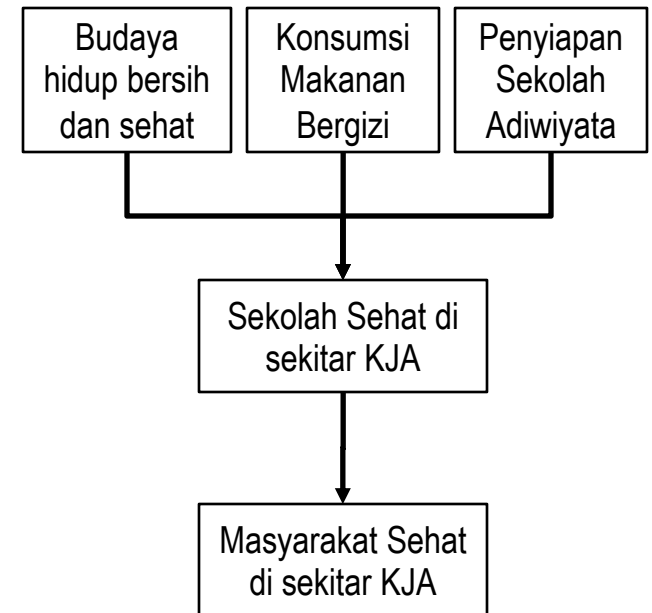 Budaya
hidup bersih
dan sehat
Konsumsi
Makanan
Bergizi
Penyiapan
Sekolah
Adiwiyata
Sekolah Sehat di
sekitar KJA
Masyarakat Sehat
di sekitar KJA